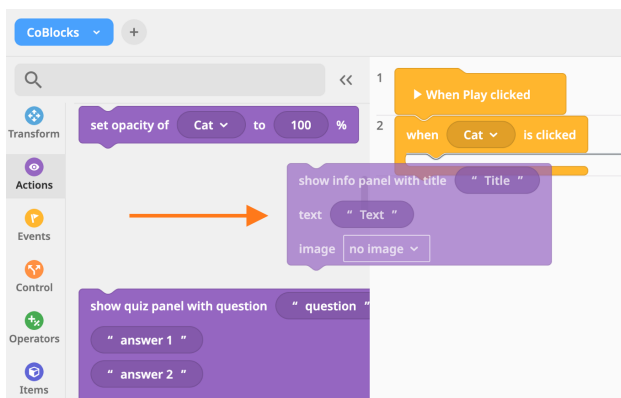 CoBlocks
+
1
When Play clicked
Transform
set opacity of Cat to 100 %
2
when Cat is clicked
Actions
show info panel with title “ Title ”
text “ Text ”
image no image
Events
Control
show quiz panel with question “ question ”
“ answer 1 ”
“ answer 2 ”
Operators
Items